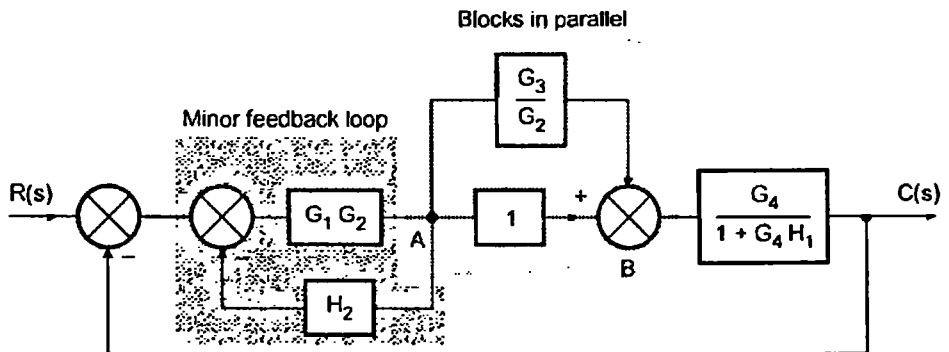 Blocks in parallel
G3
G2
Minor feedback loop
R(s)
G1 G2
A
1
+
B
G4
1 + G4 H1
C(s)
–
H2